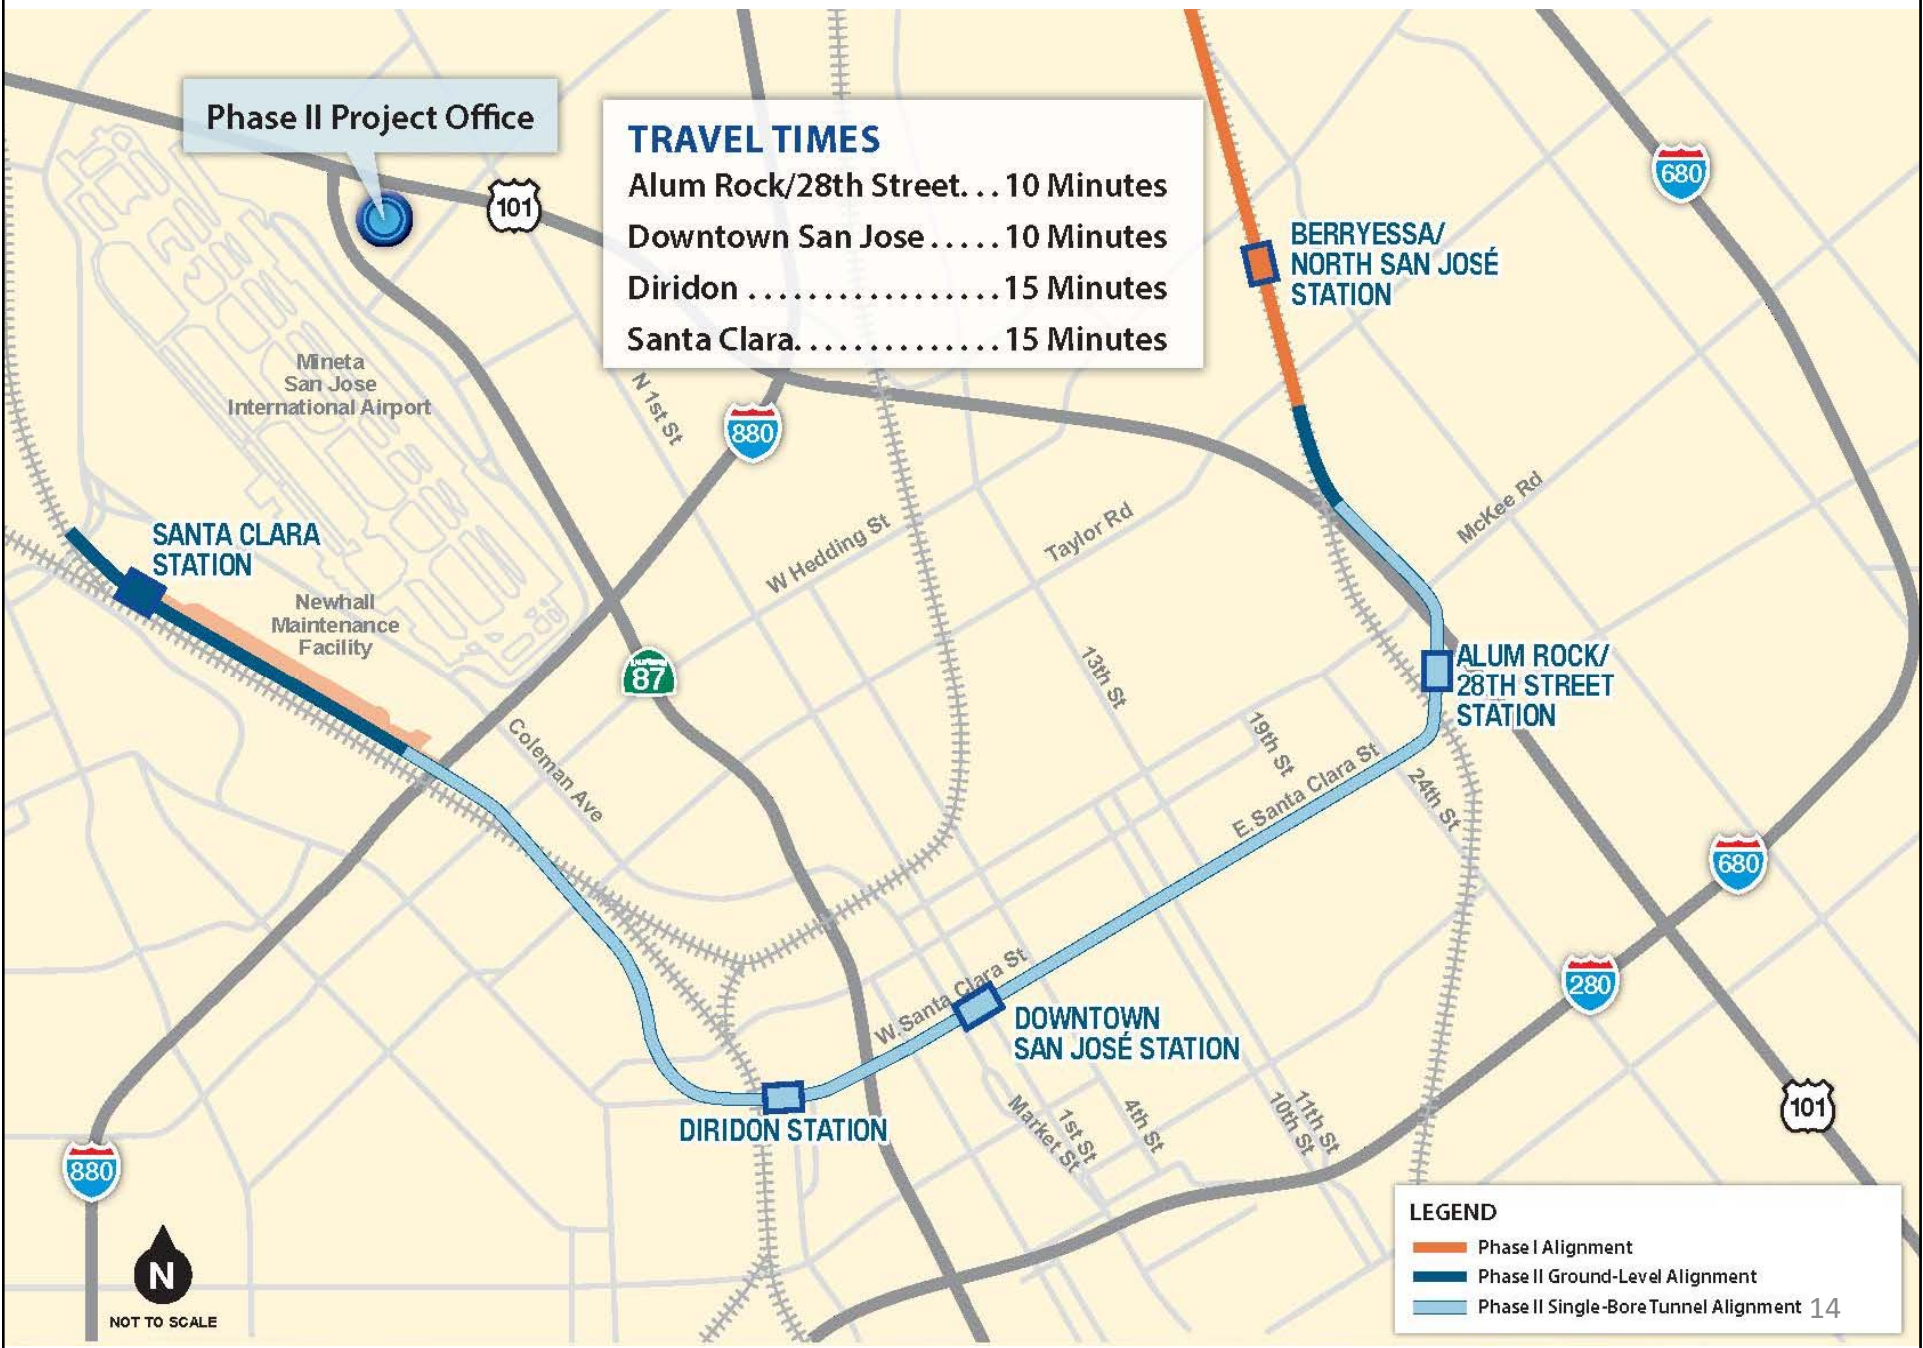 Phase II Project Office
TRAVEL TIMES
Alum Rock/28th Street...10 Minutes
Downtown San Jose.....10 Minutes
Diridon.................15 Minutes
Santa Clara..............15 Minutes
101
680
BERRYESSA/
NORTH SAN JOSÉ
STATION
Mineta
San Jose
International Airport
N 1st St
880
W Hedding St
Taylor Rd
McKee Rd
SANTA CLARA
STATION
Newhall
Maintenance
Facility
CALIFORNIA
87
13th St
ALUM ROCK/
28TH STREET
STATION
Coleman Ave
19th St
E. Santa Clara St
24th St
680
280
W. Santa Clara St
DOWNTOWN
SAN JOSÉ STATION
DIRIDON STATION
Market St
1st St
4th St
10th St
11th St
101
880
N
NOT TO SCALE
LEGEND
Phase I Alignment
Phase II Ground-Level Alignment
Phase II Single-Bore Tunnel Alignment
14